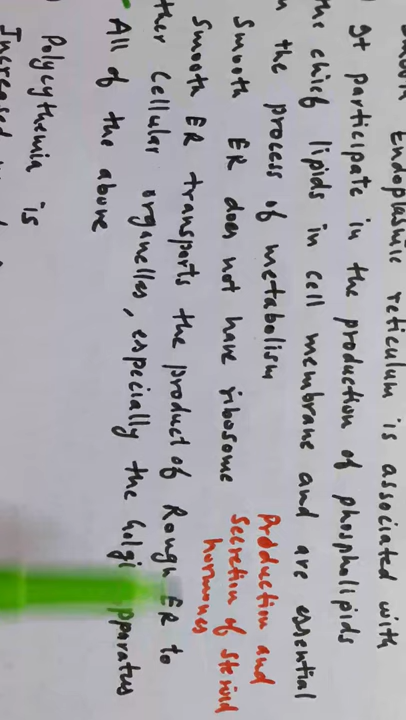 Endoplasmic reticulum is associated with
It participate in the production of phospholipids
the chief lipids in cell membrane and are essential
in the process of metabolism
Smooth ER does not have ribosome
Production and
secretion of steroid
hormones
Smooth ER transports the product of Rough ER to
other cellular organelles, especially the Golgi apparatus
All of the above
Polycythemia is
Increased